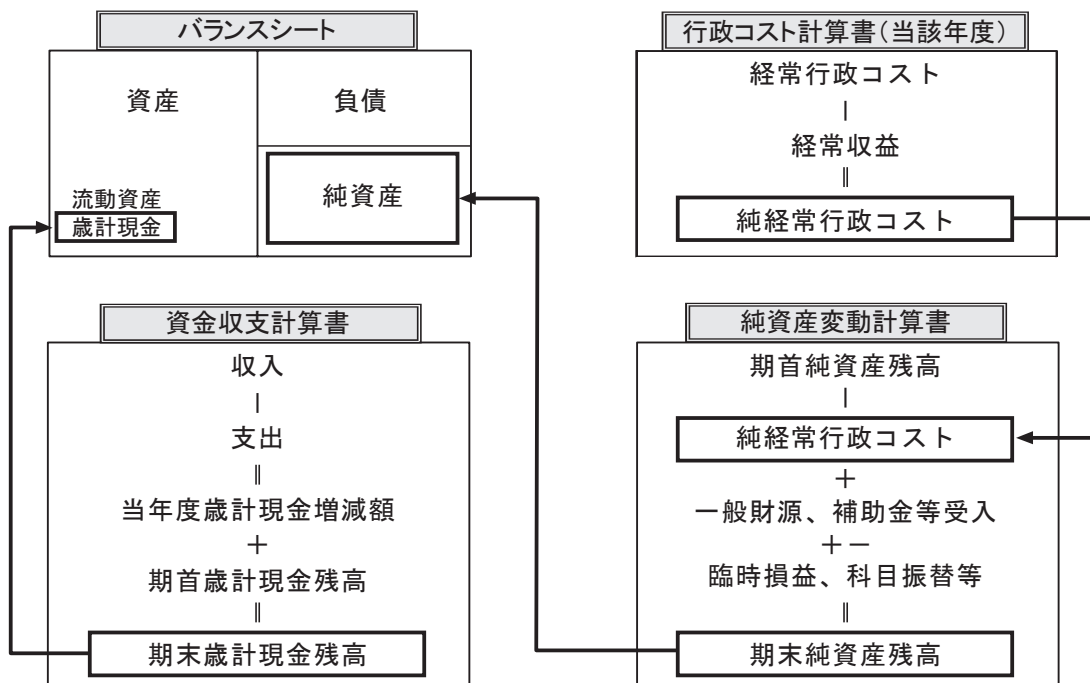 バランスシート
資産
負債
流動資産
歳計現金
純資産
行政コスト計算書(当該年度)
経常行政コスト
－
経常収益
＝
純経常行政コスト
資金収支計算書
収入
－
支出
＝
当年度歳計現金増減額
＋
期首歳計現金残高
＝
期末歳計現金残高
純資産変動計算書
期首純資産残高
－
純経常行政コスト
＋
一般財源、補助金等受入
＋－
臨時損益、科目振替等
＝
期末純資産残高